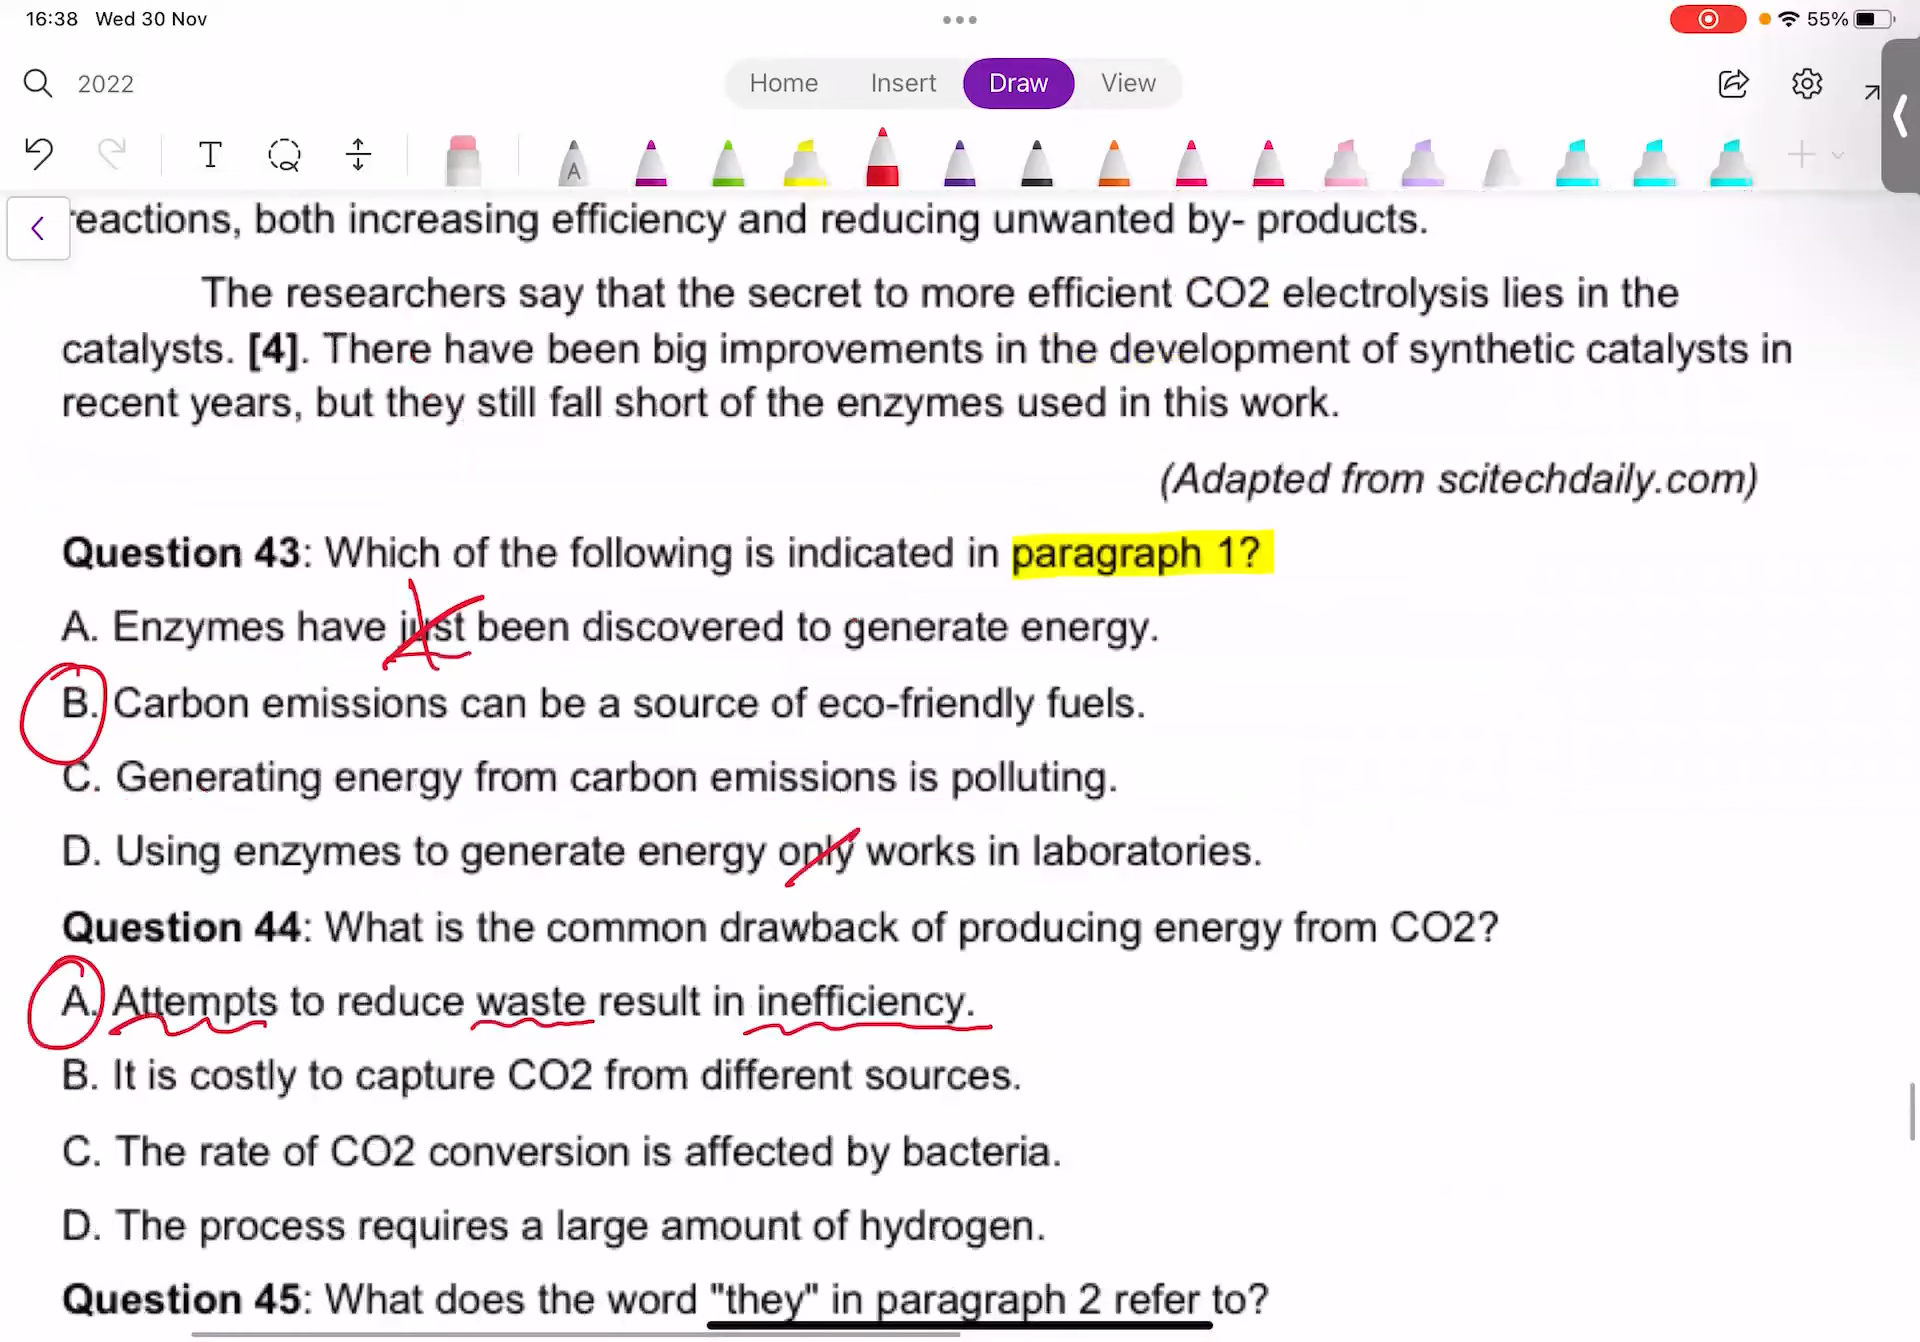 16:38 Wed 30 Nov
55%
2022
Home Insert Draw View
T
A
reactions, both increasing efficiency and reducing unwanted by- products.
The researchers say that the secret to more efficient CO2 electrolysis lies in the
catalysts. [4]. There have been big improvements in the development of synthetic catalysts in
recent years, but they still fall short of the enzymes used in this work.
(Adapted from scitechdaily.com)
Question 43: Which of the following is indicated in paragraph 1?
A. Enzymes have just been discovered to generate energy.
B. Carbon emissions can be a source of eco-friendly fuels.
C. Generating energy from carbon emissions is polluting.
D. Using enzymes to generate energy only works in laboratories.
Question 44: What is the common drawback of producing energy from CO2?
A. Attempts to reduce waste result in inefficiency.
B. It is costly to capture CO2 from different sources.
C. The rate of CO2 conversion is affected by bacteria.
D. The process requires a large amount of hydrogen.
Question 45: What does the word "they" in paragraph 2 refer to?